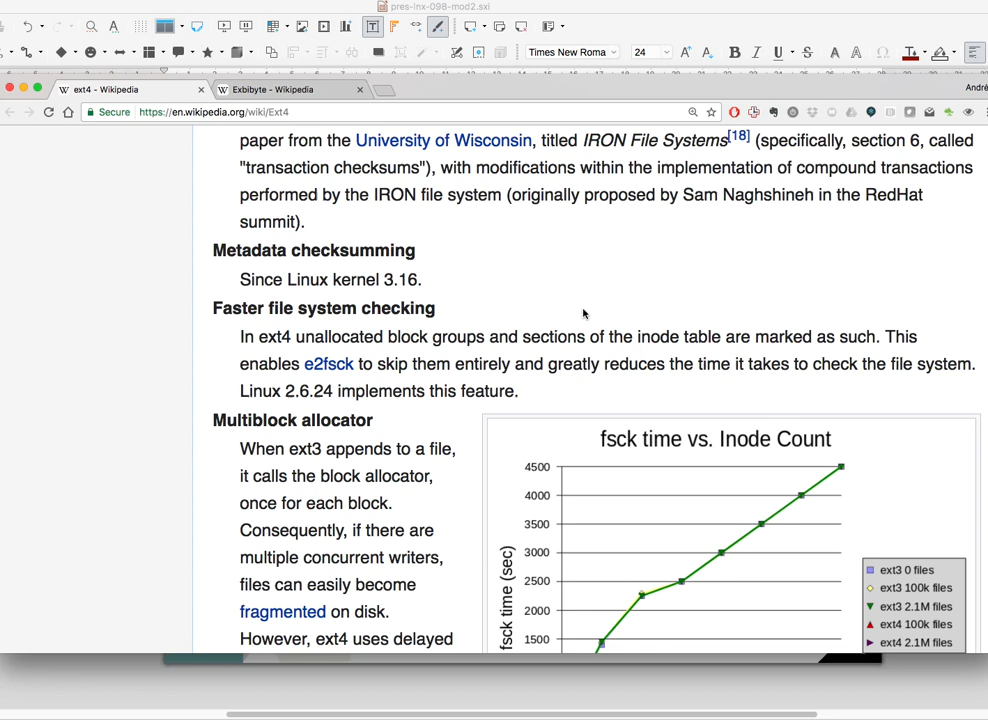 pres-lnx-098-mod2.sxi
Times New Roma
24
ext4 - Wikipedia
Exbibyte - Wikipedia
André
Secure
https://en.wikipedia.org/wiki/Ext4
paper from the University of Wisconsin, titled IRON File Systems[18] (specifically, section 6, called
"transaction checksums"), with modifications within the implementation of compound transactions
performed by the IRON file system (originally proposed by Sam Naghshineh in the RedHat
summit).
Metadata checksumming
Since Linux kernel 3.16.
Faster file system checking
In ext4 unallocated block groups and sections of the inode table are marked as such. This
enables e2fsck to skip them entirely and greatly reduces the time it takes to check the file system.
Linux 2.6.24 implements this feature.
Multiblock allocator
When ext3 appends to a file,
it calls the block allocator,
once for each block.
Consequently, if there are
multiple concurrent writers,
files can easily become
fragmented on disk.
However, ext4 uses delayed
fsck time vs. Inode Count
fsck time (sec)
4500
4000
3500
3000
2500
2000
1500
ext3 0 files
ext3 100k files
ext3 2.1M files
ext4 100k files
ext4 2.1M files